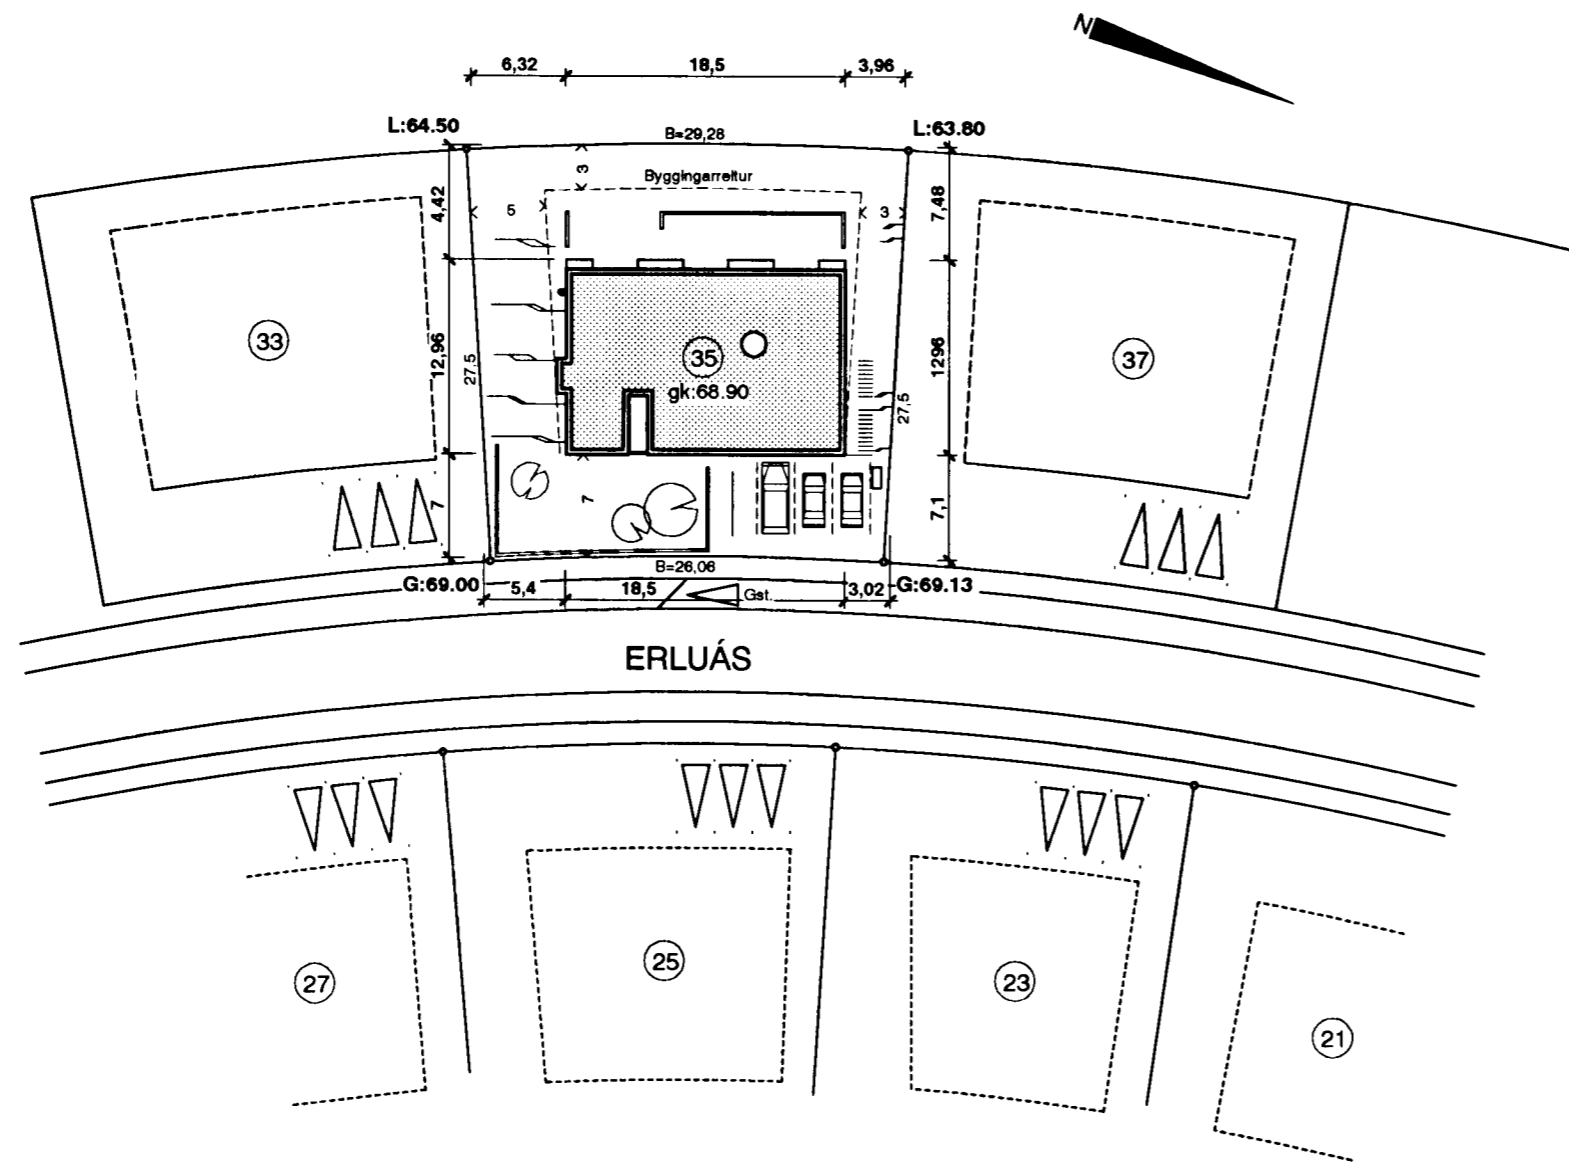 N
6,32
18,5
3,96
L:64.50
B=29,28
L:63.80
3
Byggingarreitur
4,42
5
3
7,48
33
12,96
27,5
35
gk:68.90
1296
27,5
37
7
7
7,1
B=26,06
G:69.00
5,4
18,5
Gst.
3,02
G:69.13
ERLUÁS
27
25
23
21